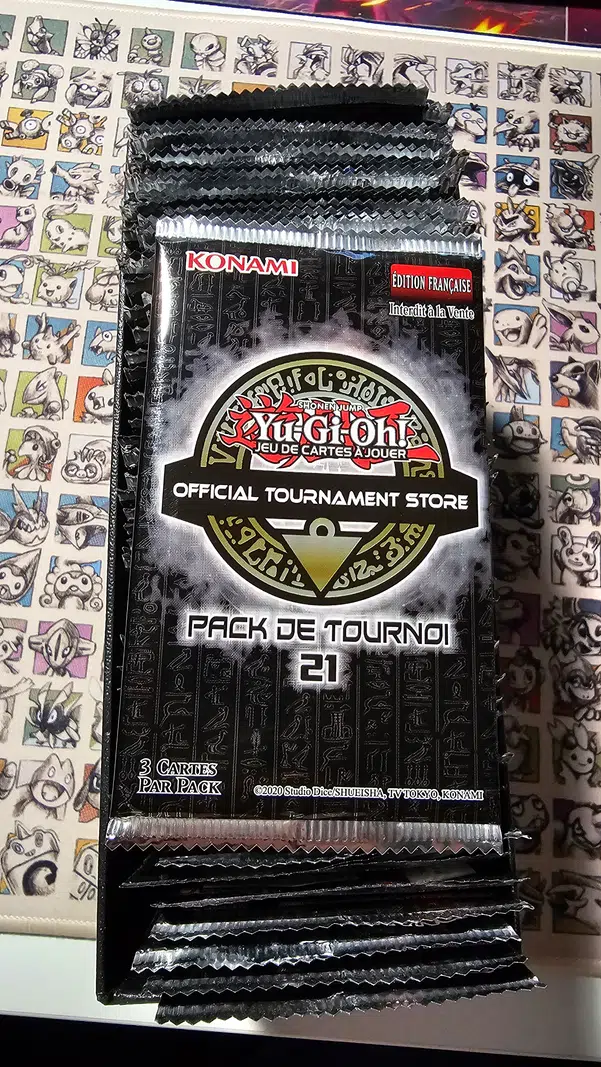 KONAMI
ÉDITION FRANÇAISE
Interdit à la Vente
SHONEN JUMP
Yu-Gi-Oh!
JEU DE CARTES À JOUER
OFFICIAL TOURNAMENT STORE
PACK DE TOURNOI
21
3 CARTES
PAR PACK
©2020 Studio Dice/SHUEISHA, TV TOKYO, KONAMI